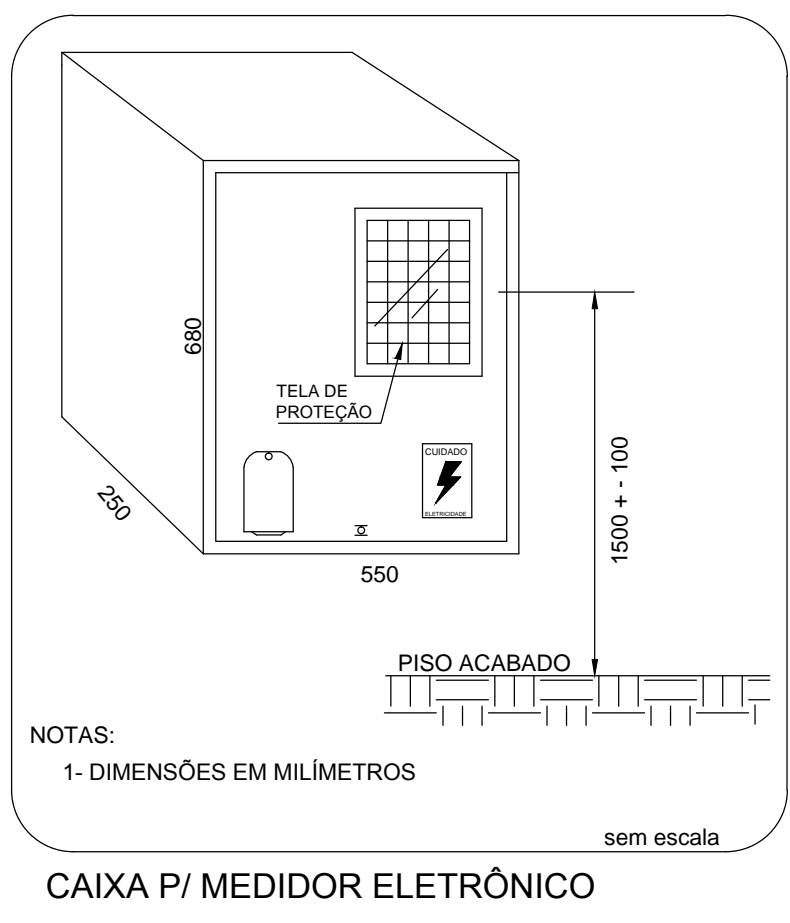 680
TELA DE
PROTEÇÃO
CUIDADO
ELETRICIDADE
250
550
1500 + - 100
PISO ACABADO
NOTAS:
1- DIMENSÕES EM MILÍMETROS
sem escala
CAIXA P/ MEDIDOR ELETRÔNICO